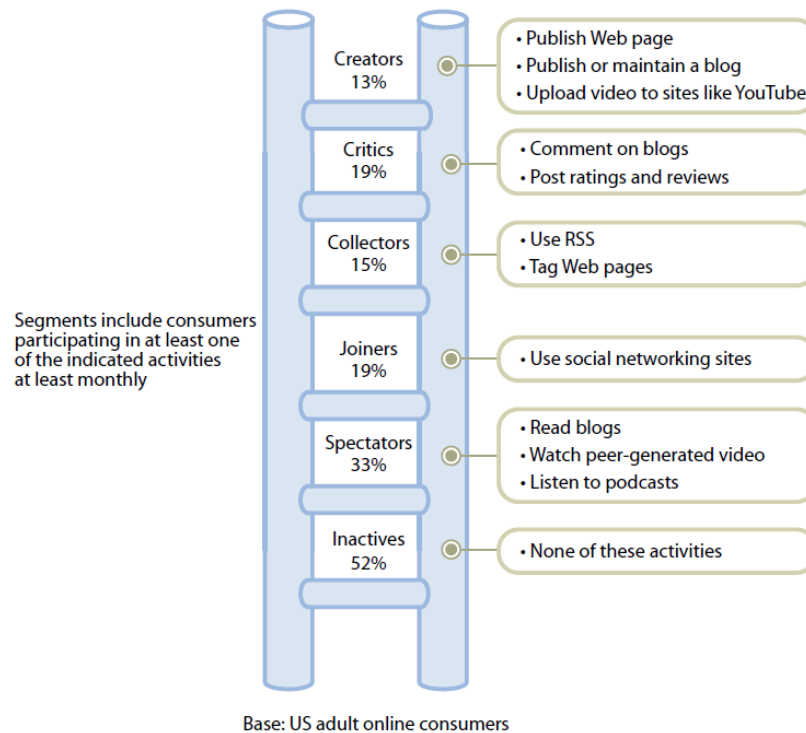 Creators
13%
• Publish Web page
• Publish or maintain a blog
• Upload video to sites like YouTube
Critics
19%
• Comment on blogs
• Post ratings and reviews
Collectors
15%
• Use RSS
• Tag Web pages
Segments include consumers
participating in at least one
of the indicated activities
at least monthly
Joiners
19%
• Use social networking sites
Spectators
33%
• Read blogs
• Watch peer-generated video
• Listen to podcasts
Inactives
52%
• None of these activities
Base: US adult online consumers